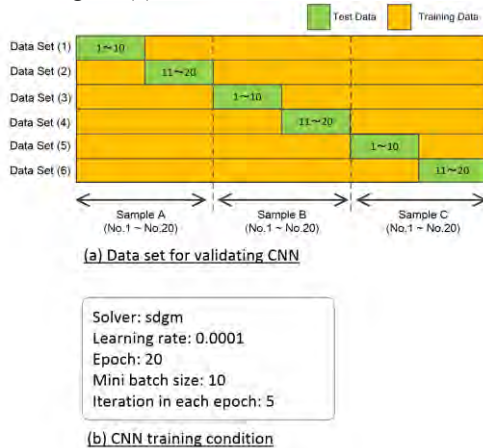 Test Data Training Data
Data Set (1) 1~10
Data Set (2) 11~20
Data Set (3) 1~10
Data Set (4) 11~20
Data Set (5) 1~10
Data Set (6) 11~20
Sample A Sample B Sample C
(No.1 ~ No.20) (No.1 ~ No.20) (No.1 ~ No.20)
(a) Data set for validating CNN
Solver: sdgm
Learning rate: 0.0001
Epoch: 20
Mini batch size: 10
Iteration in each epoch: 5
(b) CNN training condition